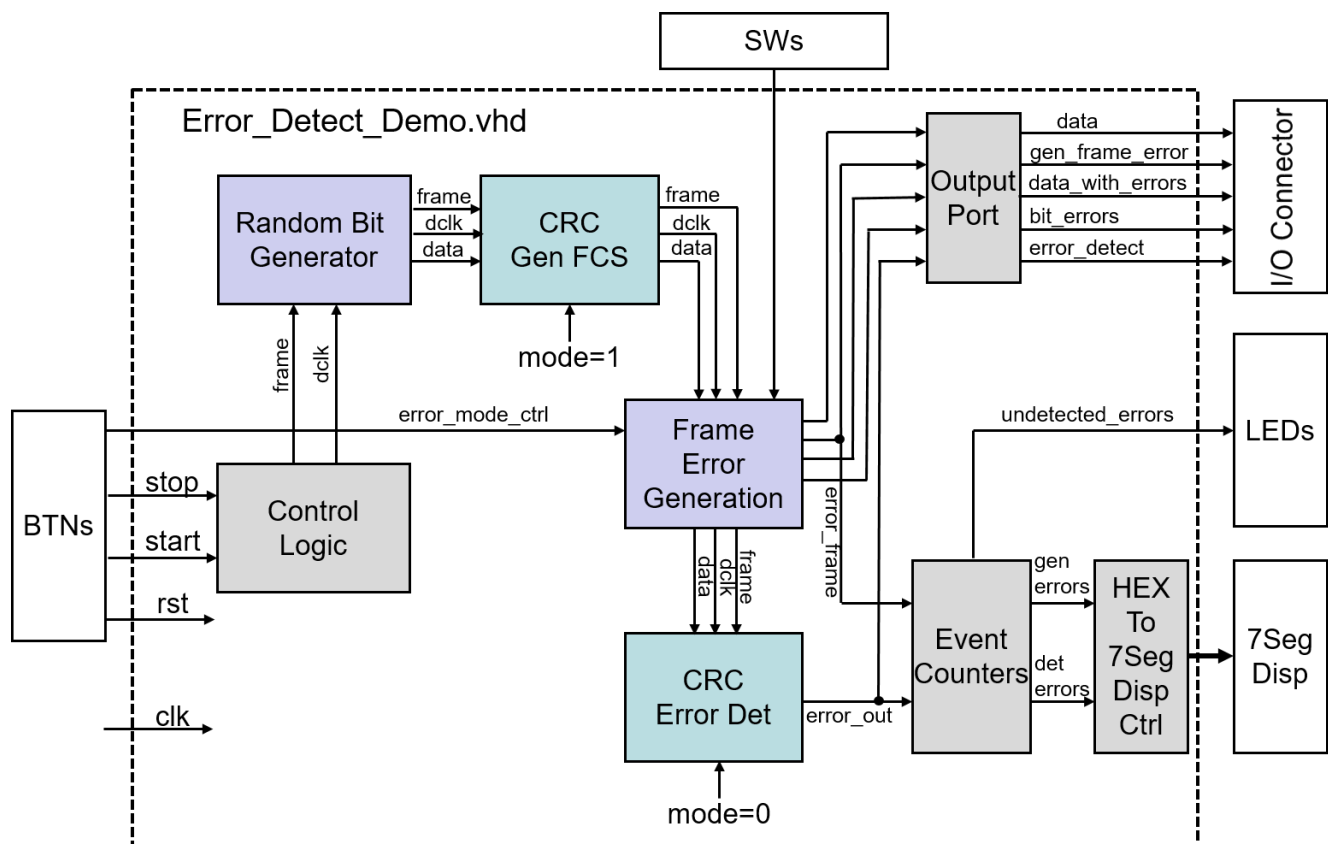 SWs
Error_Detect_Demo.vhd
Random Bit
Generator
frame
dclk
data
CRC
Gen FCS
frame
dclk
data
mode=1
frame
dclk
Output
Port
data
gen_frame_error
data_with_errors
bit_errors
error_detect
I/O Connector
BTNs
error_mode_ctrl
stop
start
rst
clk
Control
Logic
Frame
Error
Generation
data
dclk
frame
error_frame
undetected_errors
LEDs
CRC
Error Det
error_out
mode=0
Event
Counters
gen
errors
det
errors
HEX
To
7Seg
Disp
Ctrl
7Seg
Disp